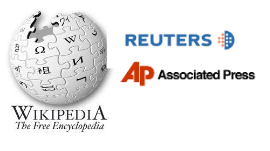 WIKIPEDIA
The Free Encyclopedia
REUTERS
AP Associated Press